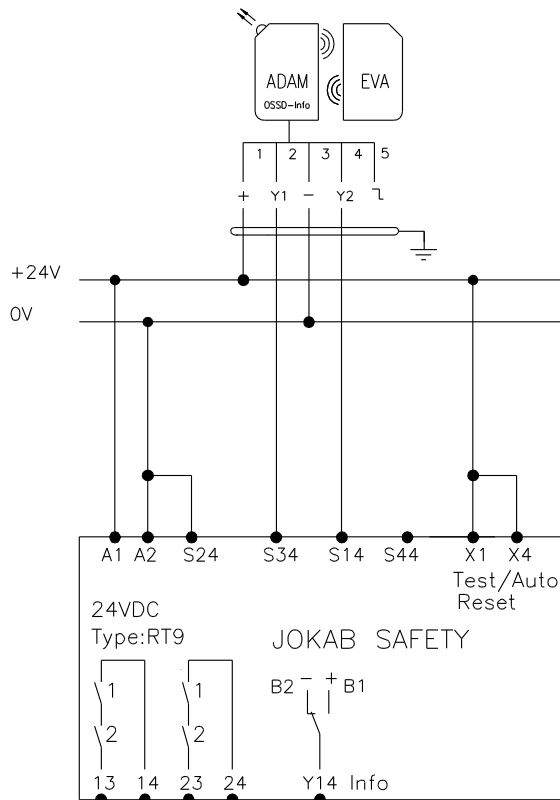 ADAM EVA
OSSD-Info
1 2 3 4 5
+ Y1 − Y2
+24V
0V
A1 A2 S24 S34 S14 S44 X1 X4
Test/Auto
Reset
24VDC
Type:RT9
JOKAB SAFETY
1 1 B2 − + B1
2 2
13 14 23 24 Y14 Info